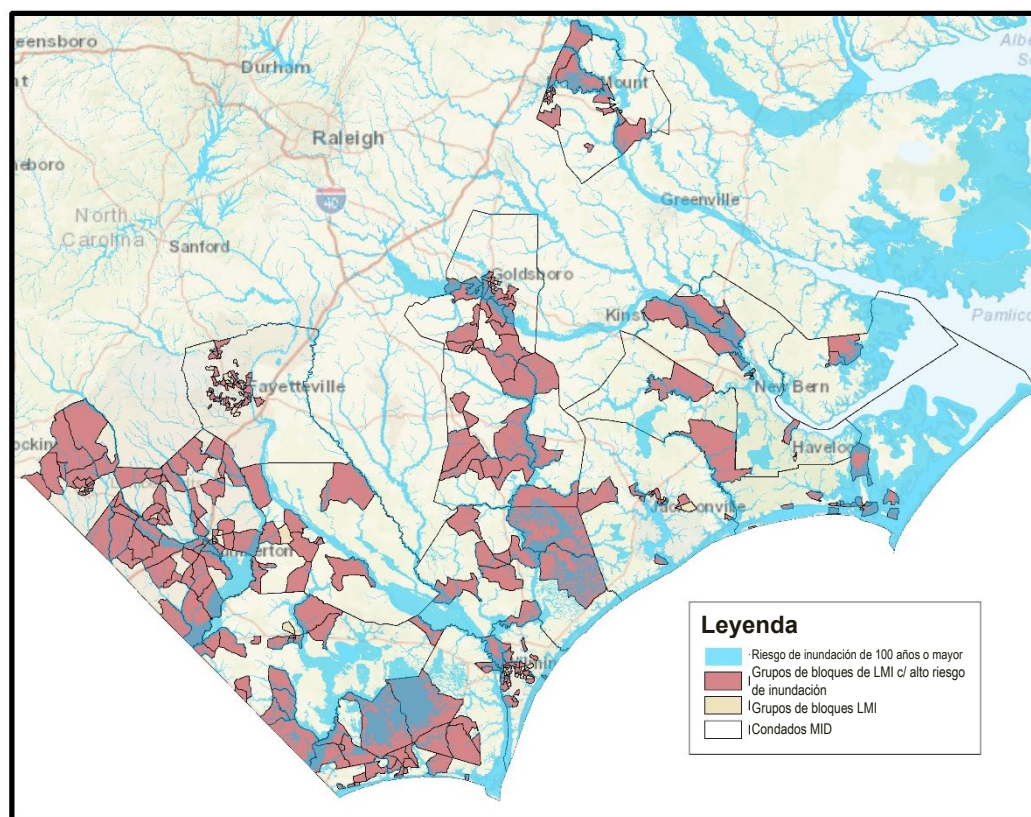 eensboro
Durham
Mount
Raleigh
40
Greenville
North
Carolina
Sanford
Goldsboro
Pamlico
Kinst
Fayetteville
New Bern
Havelo
ockin
Jacksonville
Leyenda
Riesgo de inundación de 100 años o mayor
Grupos de bloques de LMI c/ alto riesgo
de inundación
Grupos de bloques LMI
Condados MID